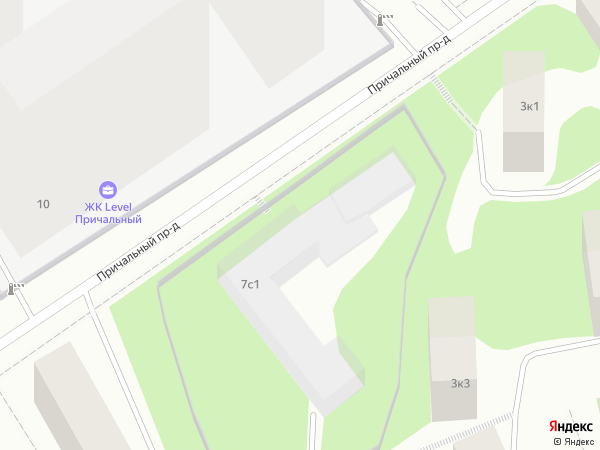 Причальный пр-д
3к1
10
ЖК Level
Причальный
Причальный пр-д
7с1
3к3
Яндекс
© Яндекс